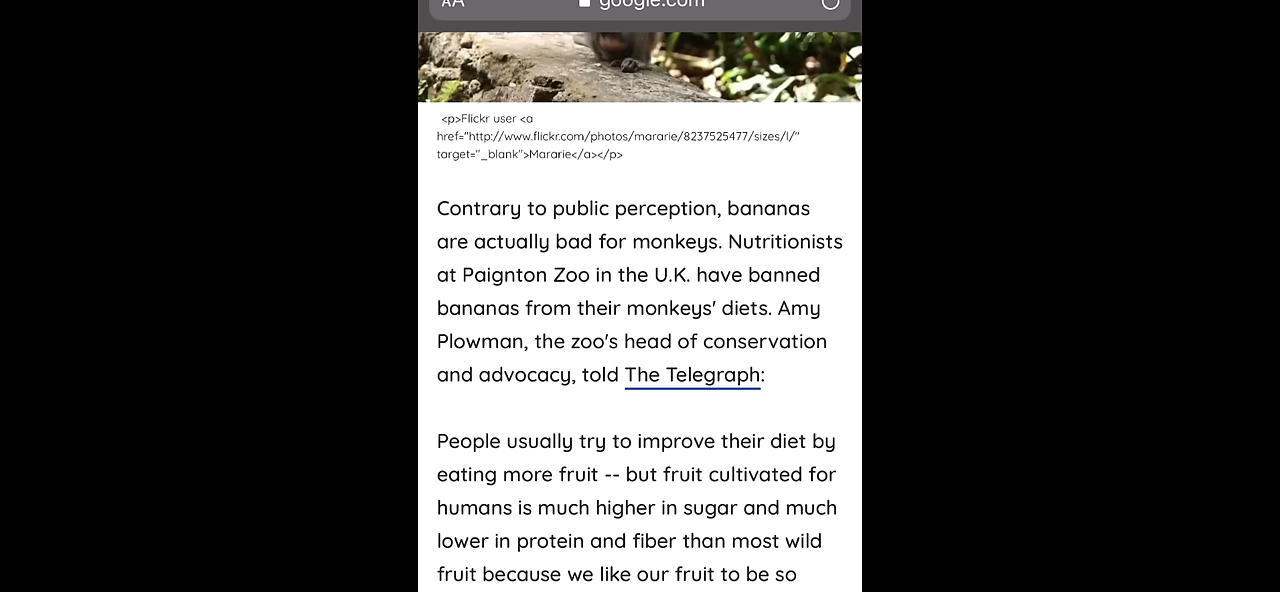 AA google.com
<p>Flickr user <a
href="http://www.flickr.com/photos/mararie/8237525477/sizes/l/"
target="_blank">Mararie</a></p>
Contrary to public perception, bananas
are actually bad for monkeys. Nutritionists
at Paignton Zoo in the U.K. have banned
bananas from their monkeys' diets. Amy
Plowman, the zoo's head of conservation
and advocacy, told The Telegraph:
People usually try to improve their diet by
eating more fruit -- but fruit cultivated for
humans is much higher in sugar and much
lower in protein and fiber than most wild
fruit because we like our fruit to be so